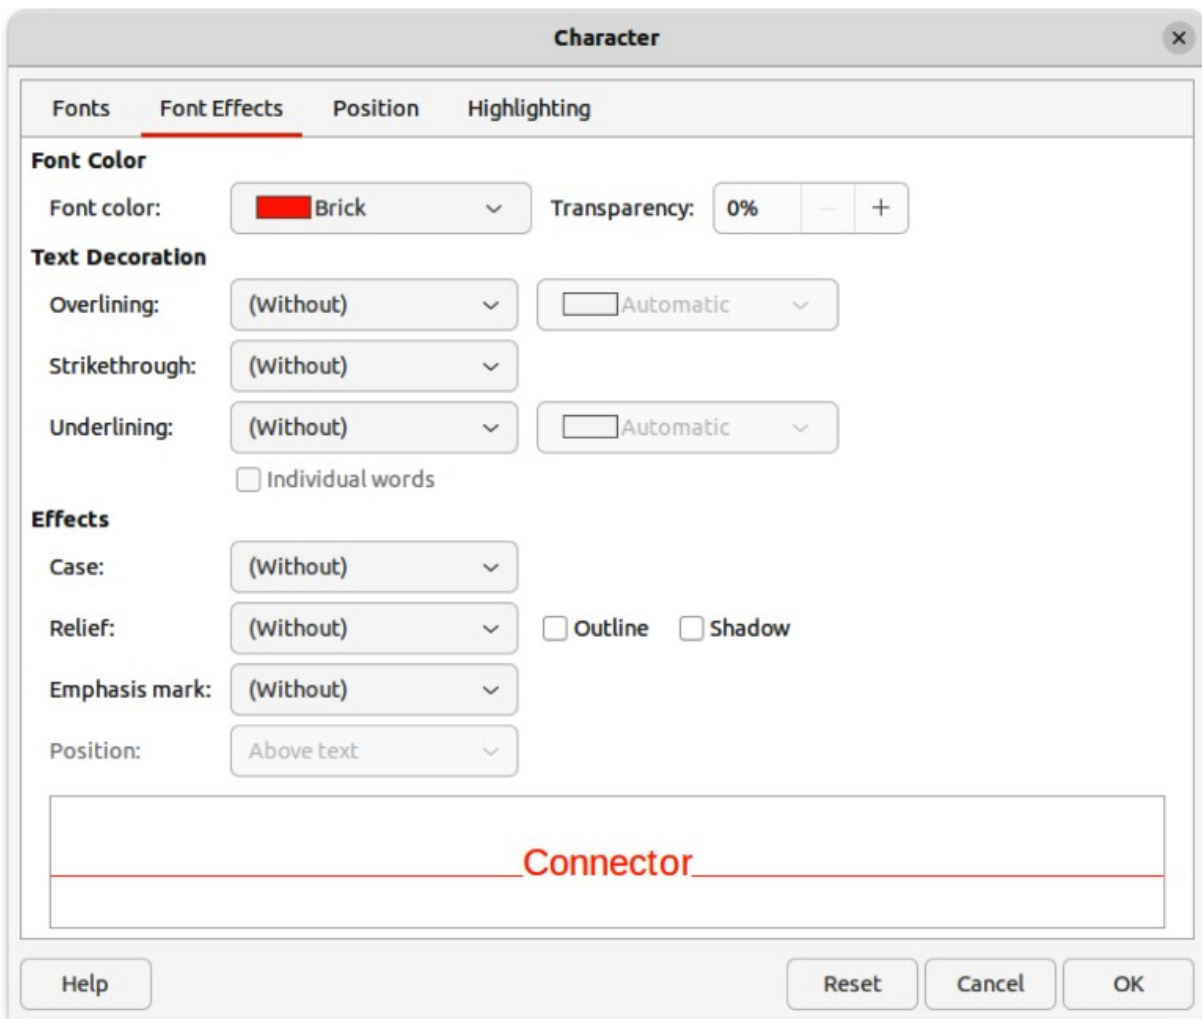 Character
Fonts Font Effects Position Highlighting
Font Color
Font color: Brick Transparency: 0%
Text Decoration
Overlining: (Without) Automatic
Strikethrough: (Without)
Underlining: (Without) Automatic
Individual words
Effects
Case: (Without)
Relief: (Without) Outline Shadow
Emphasis mark: (Without)
Position: Above text
Connector
Help Reset Cancel OK